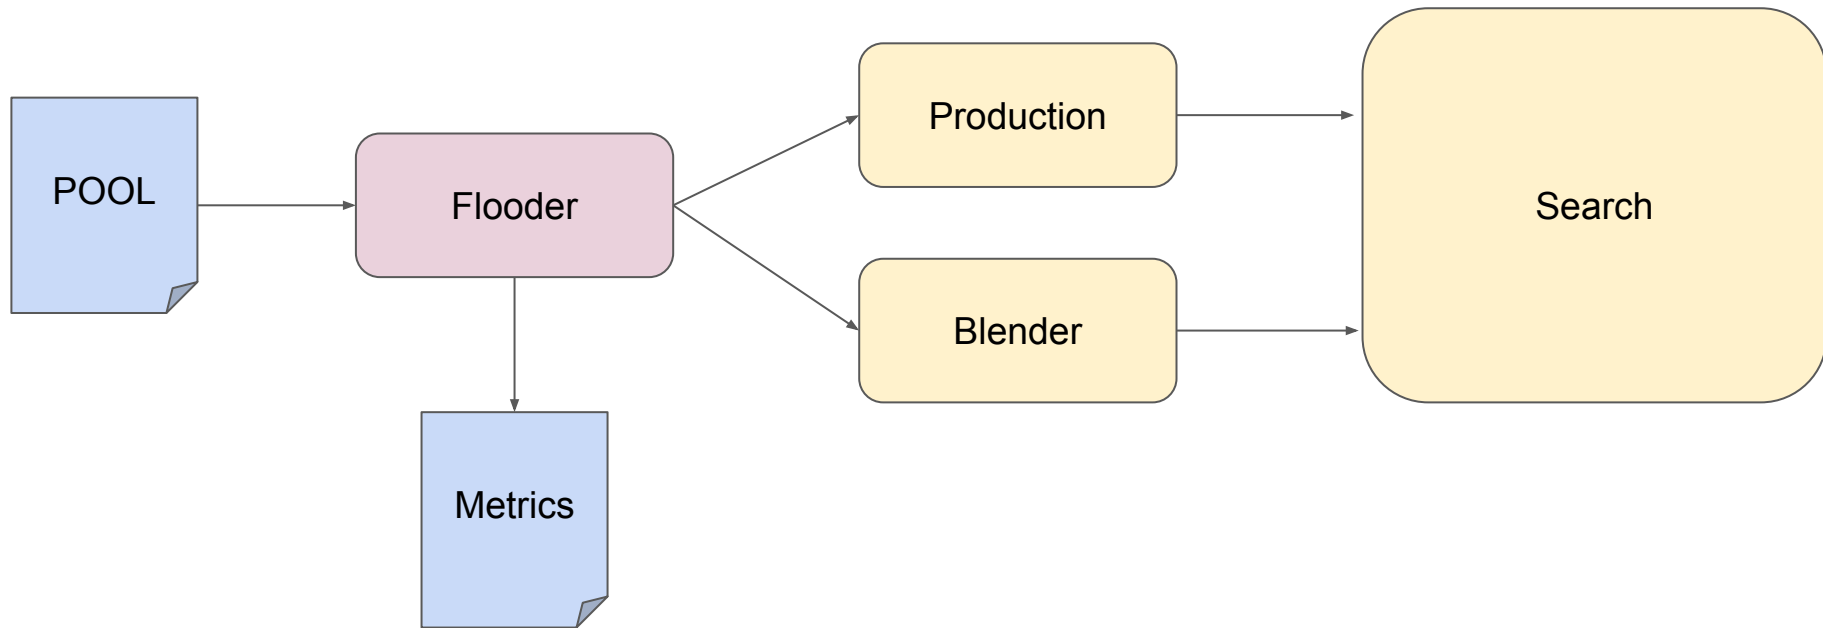 POOL
Flooder
Production
Blender
Search
Metrics